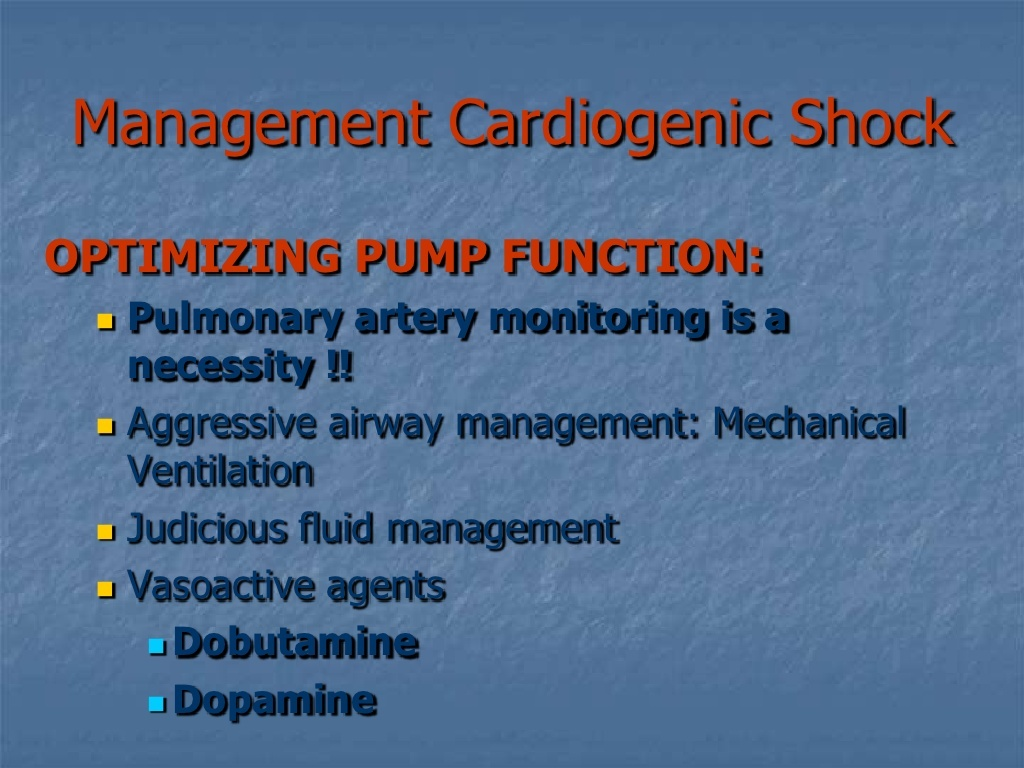 Management Cardiogenic Shock
OPTIMIZING PUMP FUNCTION:
Pulmonary artery monitoring is a
necessity !!
Aggressive airway management: Mechanical
Ventilation
Judicious fluid management
Vasoactive agents
Dobutamine
Dopamine